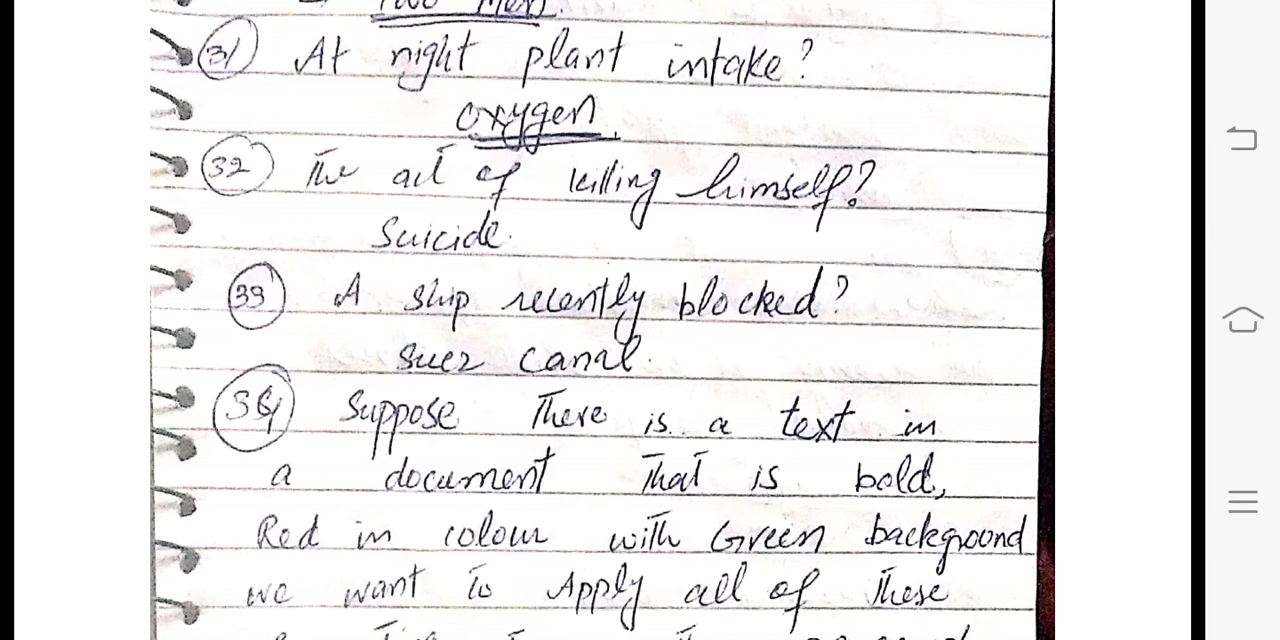 Two Men.
(31) At night plant intake?
oxygen.
(32) The act of killing himself?
Suicide.
(33) A ship recently blocked?
Suez canal.
(34) Suppose There is a text in
a document That is bold,
Red in colour with Green background
we want to Apply all of These